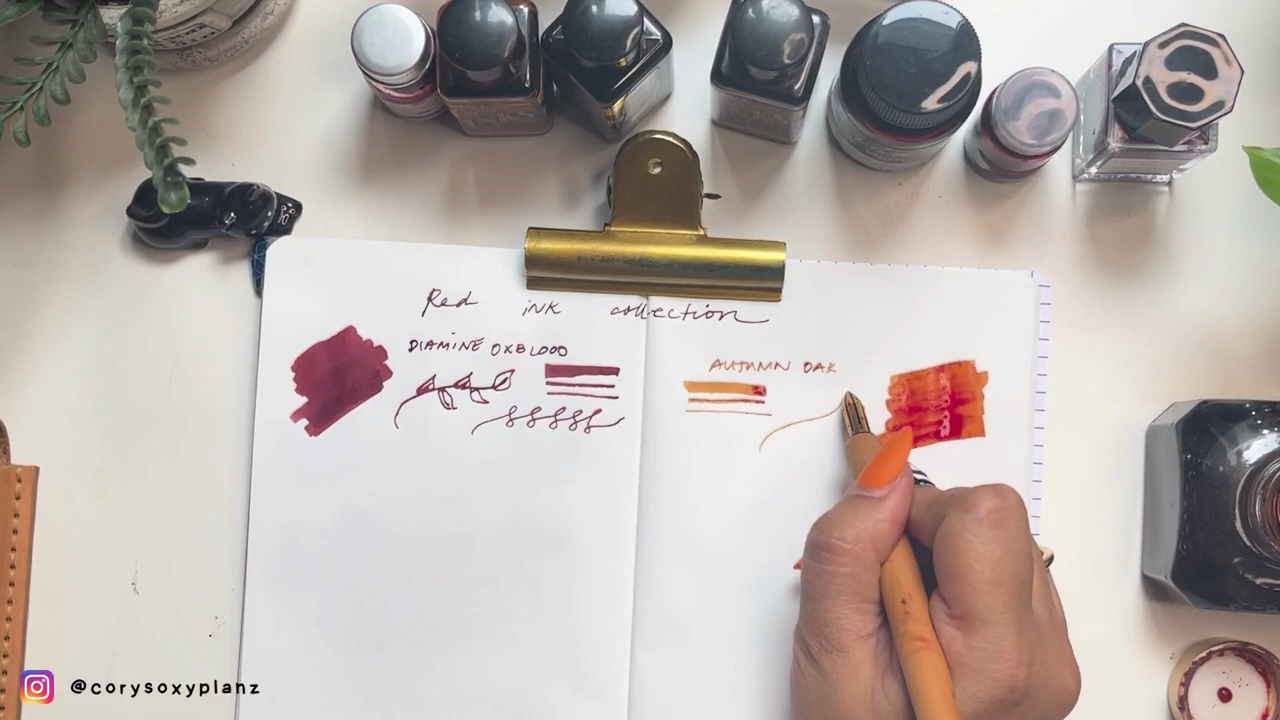 Red ink collection
DIAMINE OXBLOOD
AUTUMN OAK
@corysoxyplanz